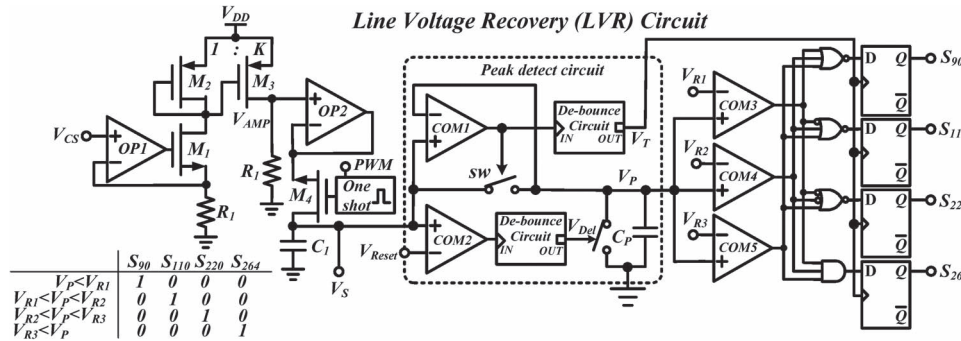 Line Voltage Recovery (LVR) Circuit
VDD
1 : K
M2
M3
VAMP
OP2
VCS
OP1
M1
R1
R1
M4
PWM
One shot
C1
VS
Peak detect circuit
COM1
De-bounce Circuit
IN OUT
VT
SW
VP
COM2
De-bounce Circuit
IN OUT
VDel
CP
VReset
VR1
COM3
VR2
COM4
VR3
COM5
D Q
Q
S90
D Q
Q
S11
D Q
Q
S22
D Q
Q
S26
S90 S110 S220 S264
VP<VR1 1 0 0 0
VR1<VP<VR2 0 1 0 0
VR2<VP<VR3 0 0 1 0
VR3<VP 0 0 0 1